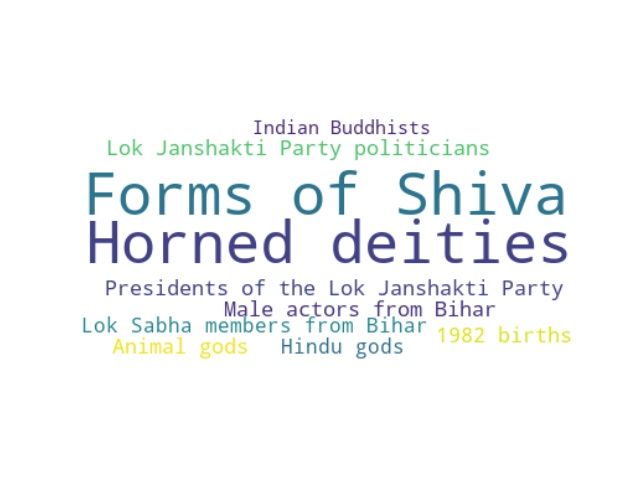 Indian Buddhists
Lok Janshakti Party politicians
Forms of Shiva
Horned deities
Presidents of the Lok Janshakti Party
Male actors from Bihar
Lok Sabha members from Bihar
1982 births
Animal gods
Hindu gods